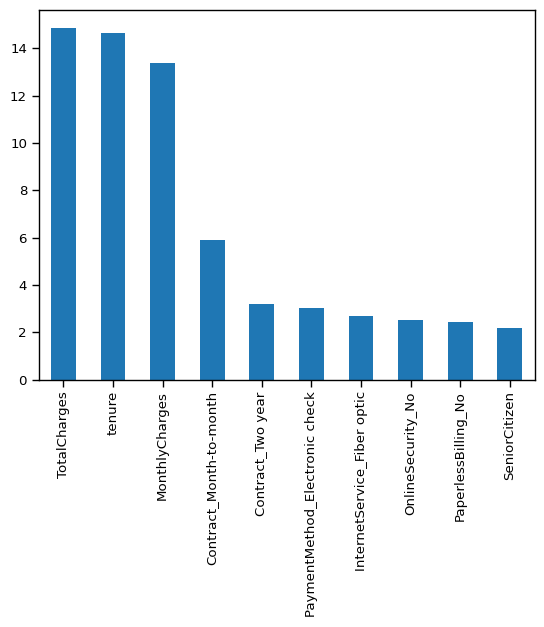 14
12
10
8
6
4
2
0
TotalCharges
tenure
MonthlyCharges
Contract_Month-to-month
Contract_Two year
PaymentMethod_Electronic check
InternetService_Fiber optic
OnlineSecurity_No
PaperlessBilling_No
SeniorCitizen